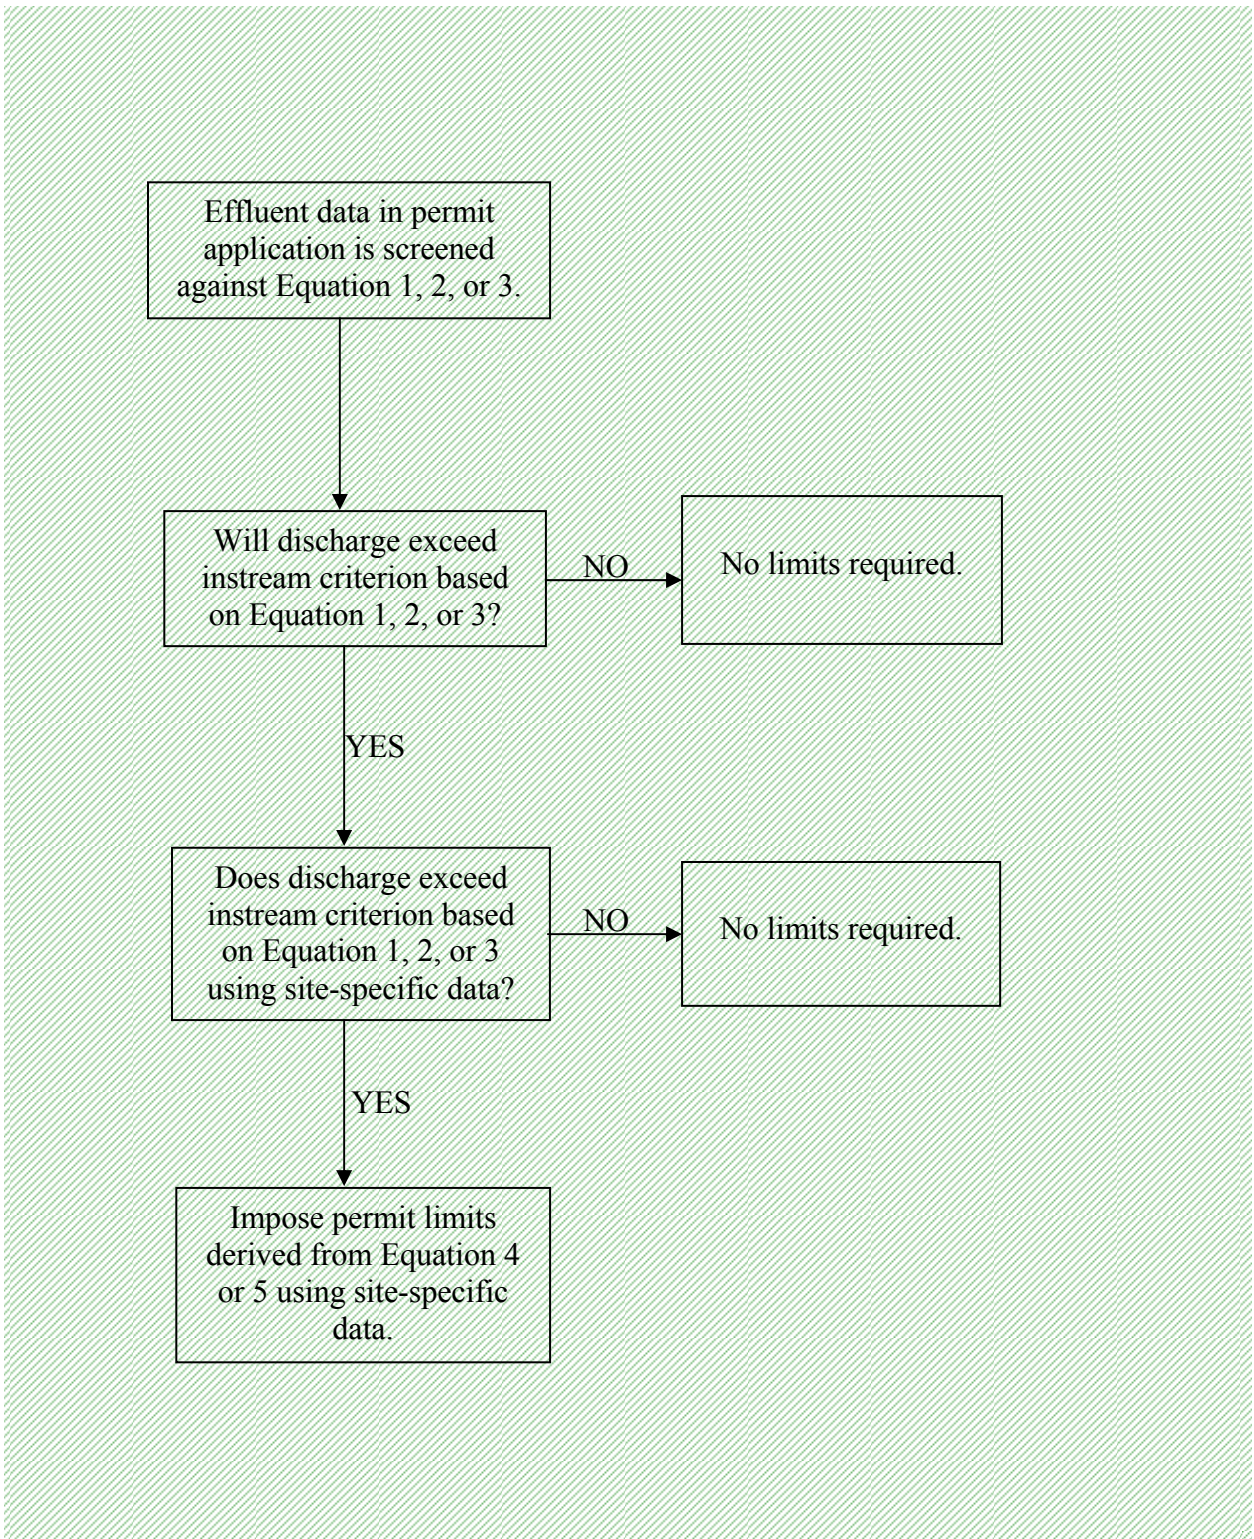 Effluent data in permit
application is screened
against Equation 1, 2, or 3.
Will discharge exceed
instream criterion based
on Equation 1, 2, or 3?
NO
No limits required.
YES
Does discharge exceed
instream criterion based
on Equation 1, 2, or 3
using site-specific data?
NO
No limits required.
YES
Impose permit limits
derived from Equation 4
or 5 using site-specific
data.